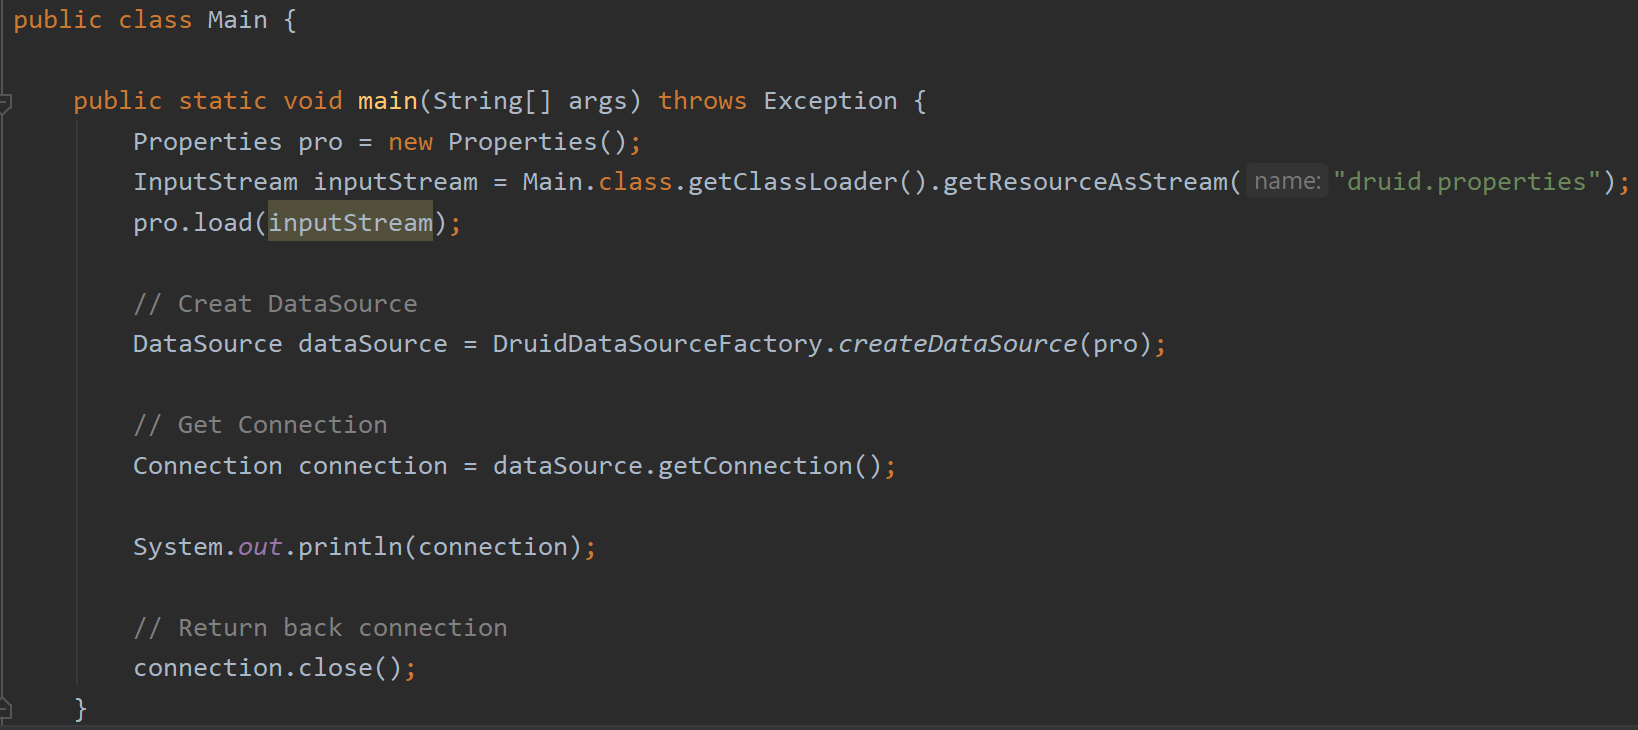 public class Main {
public static void main(String[] args) throws Exception {
Properties pro = new Properties();
InputStream inputStream = Main.class.getClassLoader().getResourceAsStream( name: "druid.properties");
pro.load(inputStream);
// Creat DataSource
DataSource dataSource = DruidDataSourceFactory.createDataSource(pro);
// Get Connection
Connection connection = dataSource.getConnection();
System.out.println(connection);
// Return back connection
connection.close();
}